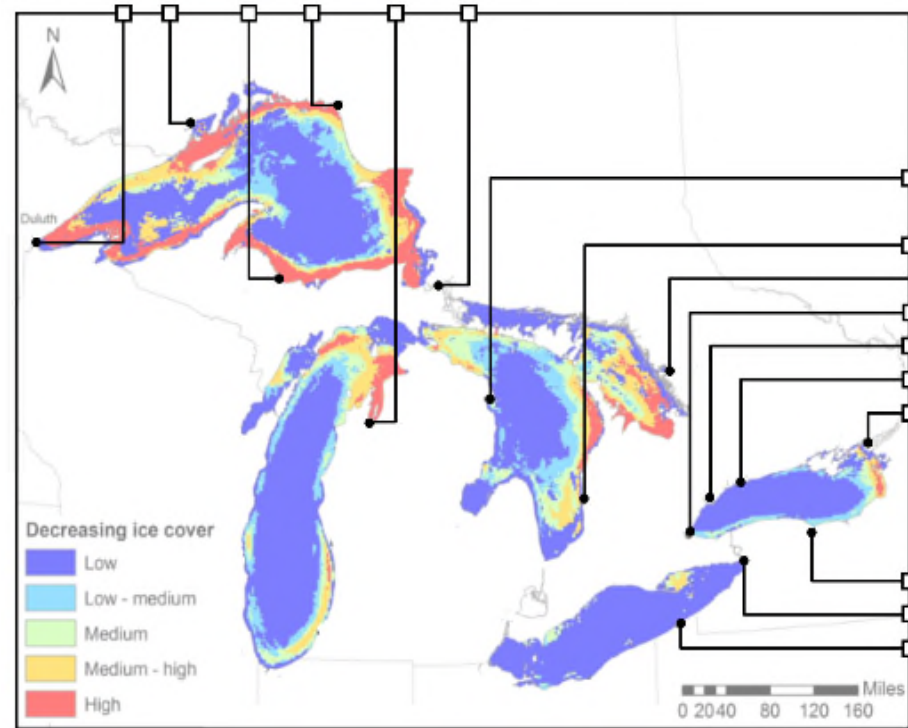 N
Duluth
Decreasing ice cover
Low
Low - medium
Medium
Medium - high
High
Miles
0 20 40 80 120 160